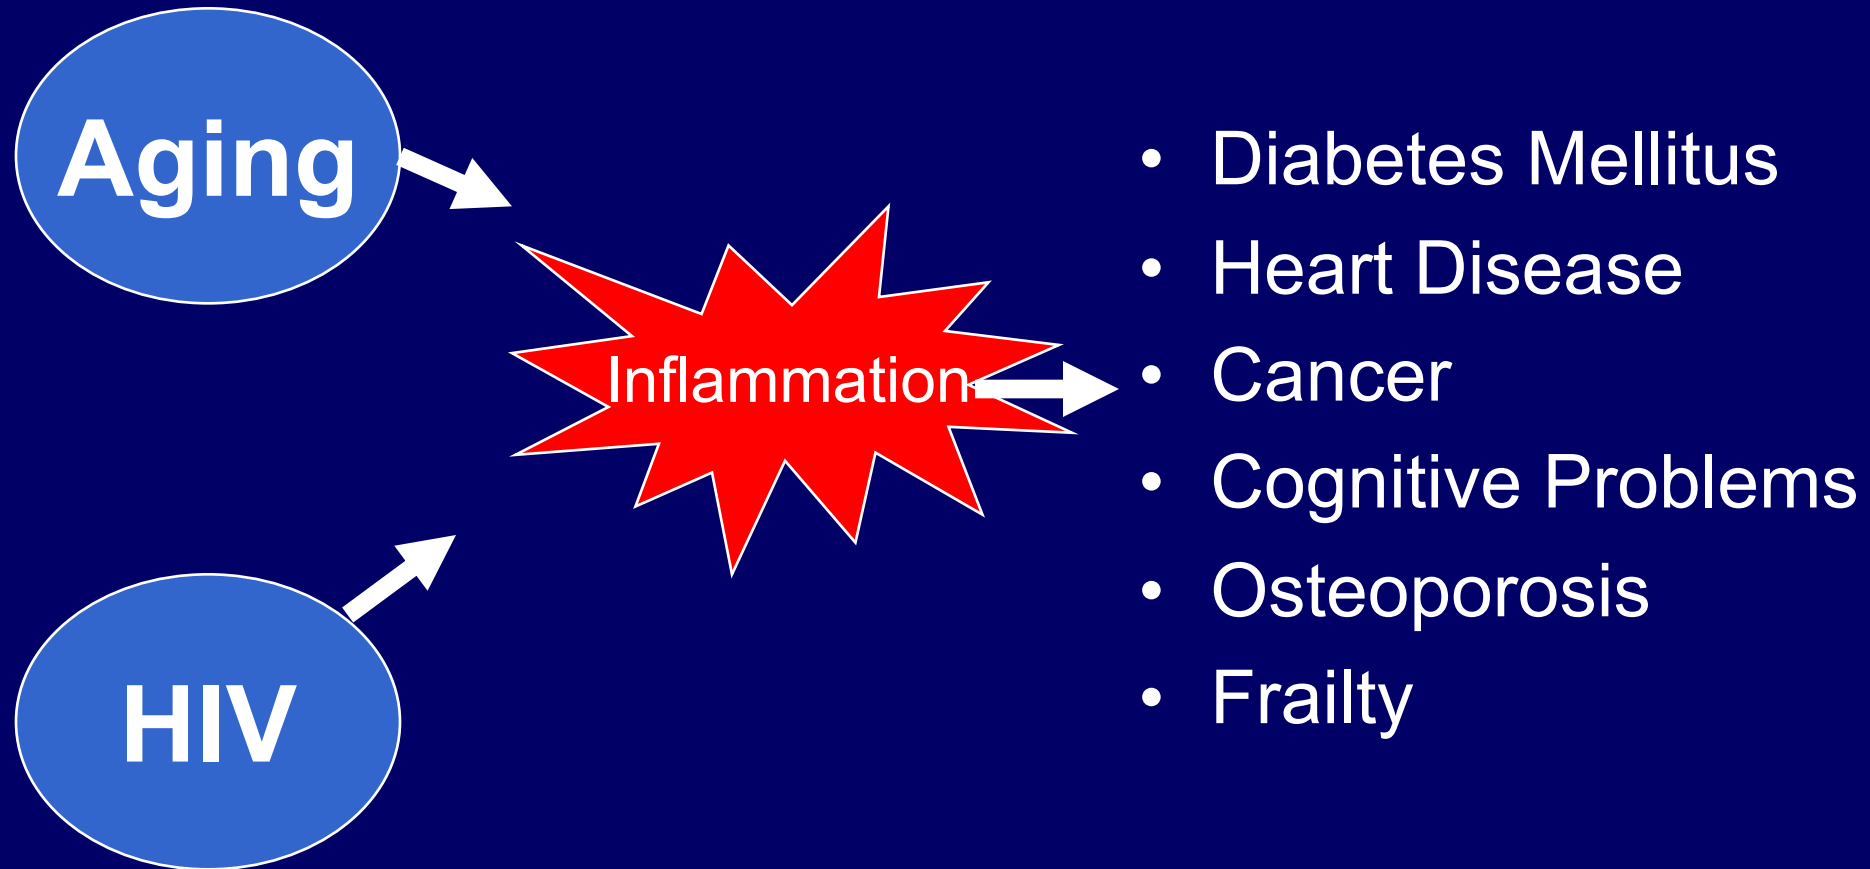 Aging
HIV
Inflammation
• Diabetes Mellitus
• Heart Disease
• Cancer
• Cognitive Problems
• Osteoporosis
• Frailty